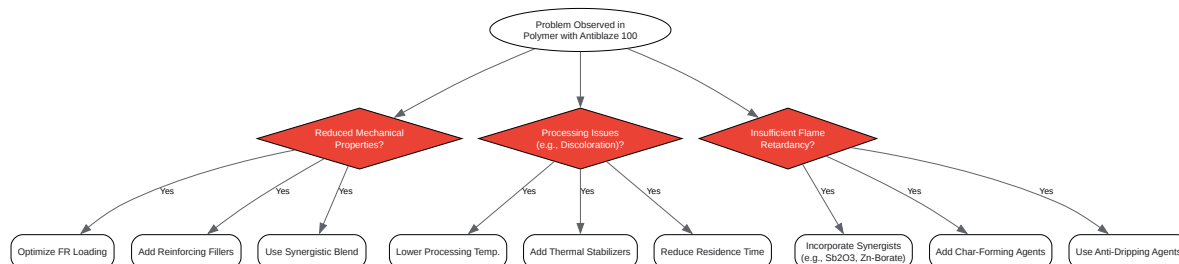 Problem Observed in
Polymer with Antiblaze 100
Reduced Mechanical
Properties?
Processing Issues
(e.g., Discoloration)?
Insufficient Flame
Retardancy?
Yes
Yes
Yes
Yes
Yes
Yes
Yes
Yes
Yes
Optimize FR Loading
Add Reinforcing Fillers
Use Synergistic Blend
Lower Processing Temp.
Add Thermal Stabilizers
Reduce Residence Time
Incorporate Synergists
(e.g., Sb2O3, Zn-Borate)
Add Char-Forming Agents
Use Anti-Dripping Agents